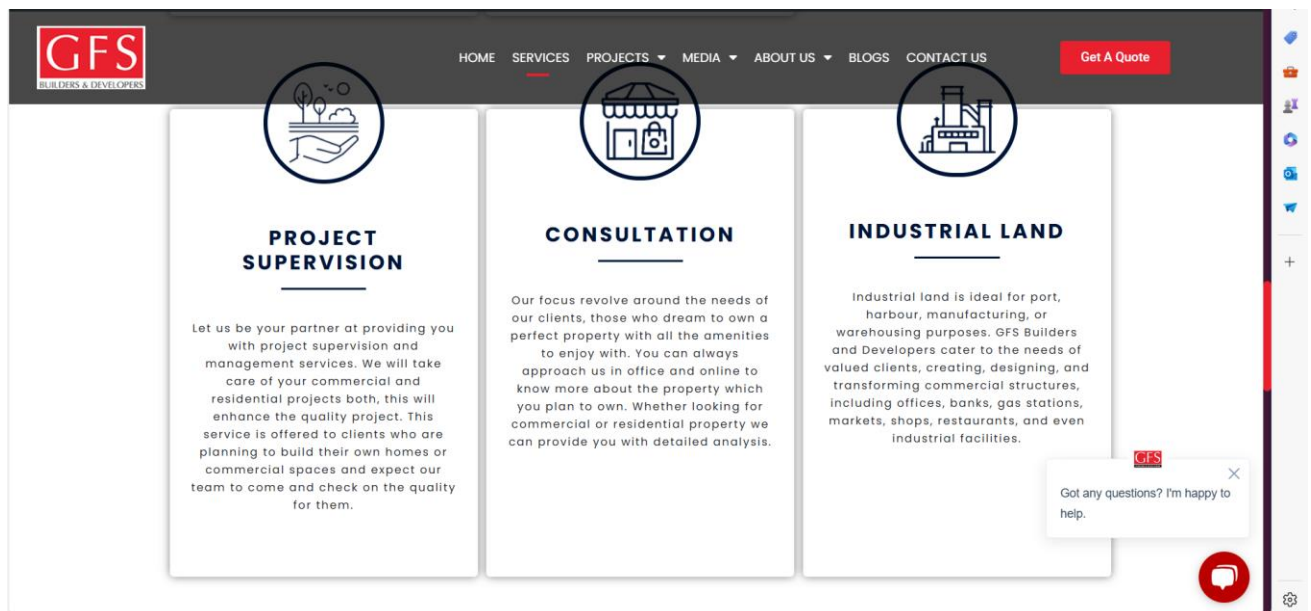 GFS
BUILDERS & DEVELOPERS
HOME SERVICES PROJECTS MEDIA ABOUT US BLOGS CONTACT US
Get A Quote
PROJECT
SUPERVISION
Let us be your partner at providing you
with project supervision and
management services. We will take
care of your commercial and
residential projects both, this will
enhance the quality project. This
service is offered to clients who are
planning to build their own homes or
commercial spaces and expect our
team to come and check on the quality
for them.
CONSULTATION
Our focus revolve around the needs of
our clients, those who dream to own a
perfect property with all the amenities
to enjoy with. You can always
approach us in office and online to
know more about the property which
you plan to own. Whether looking for
commercial or residential property we
can provide you with detailed analysis.
INDUSTRIAL LAND
Industrial land is ideal for port,
harbour, manufacturing, or
warehousing purposes. GFS Builders
and Developers cater to the needs of
valued clients, creating, designing, and
transforming commercial structures,
including offices, banks, gas stations,
markets, shops, restaurants, and even
industrial facilities.
GFS
Got any questions? I'm happy to
help.